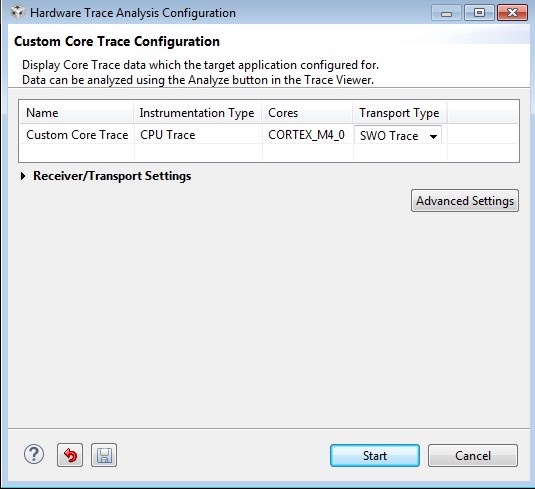 Hardware Trace Analysis Configuration
Custom Core Trace Configuration
Display Core Trace data which the target application configured for.
Data can be analyzed using the Analyze button in the Trace Viewer.
Name Instrumentation Type Cores Transport Type
Custom Core Trace CPU Trace CORTEX_M4_0 SWO Trace
Receiver/Transport Settings
Advanced Settings
? Start Cancel